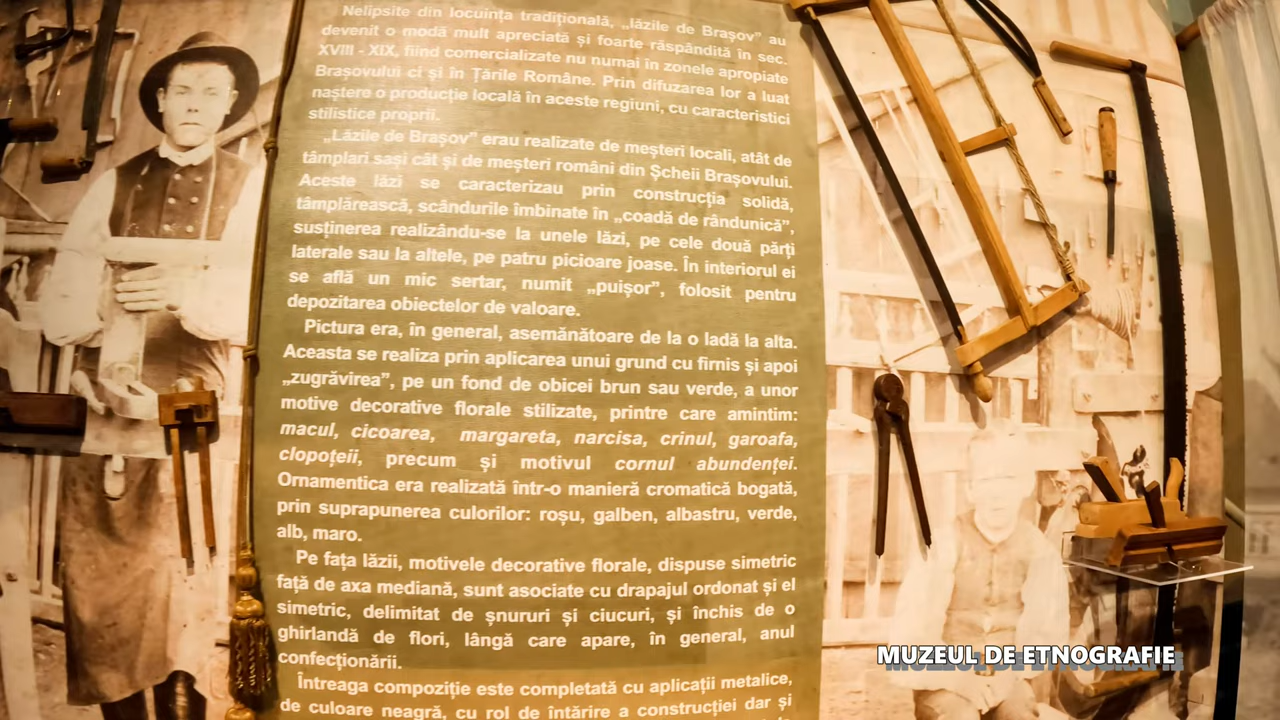 Nelipsite din locuința tradițională, „lăzile de Brașov” au
devenit o modă mult apreciată și foarte răspândită în sec.
XVIII - XIX, fiind comercializate nu numai în zonele apropiate
Brașovului ci și în Țările Române. Prin difuzarea lor a luat
naștere o producție locală în aceste regiuni, cu caracteristici
stilistice proprii.
„Lăzile de Brașov” erau realizate de meșteri locali, atât de
tâmplari sași cât și de meșteri români din Șcheii Brașovului.
Aceste lăzi se caracterizau prin construcția solidă,
tâmplărească, scândurile îmbinate în „coadă de rândunică”,
susținerea realizându-se la unele lăzi, pe cele două părți
laterale sau la altele, pe patru picioare joase. În interiorul ei
se află un mic sertar, numit „puișor”, folosit pentru
depozitarea obiectelor de valoare.
Pictura era, în general, asemănătoare de la o ladă la alta.
Aceasta se realiza prin aplicarea unui grund cu firnis și apoi
„zugrăvirea”, pe un fond de obicei brun sau verde, a unor
motive decorative florale stilizate, printre care amintim:
macul, cicoarea, margareta, narcisa, crinul, garoafa,
clopoțeii, precum și motivul cornul abundenței.
Ornamentica era realizată într-o manieră cromatică bogată,
prin suprapunerea culorilor: roșu, galben, albastru, verde,
alb, maro.
Pe fața lăzii, motivele decorative florale, dispuse simetric
față de axa mediană, sunt asociate cu drapajul ordonat și el
simetric, delimitat de șnururi și ciucuri, și închis de o
ghirlandă de flori, lângă care apare, în general, anul
confecționării.
Întreaga compoziție este completată cu aplicații metalice,
de culoare neagră, cu rol de întărire a construcției dar și
MUZEUL DE ETNOGRAFIE